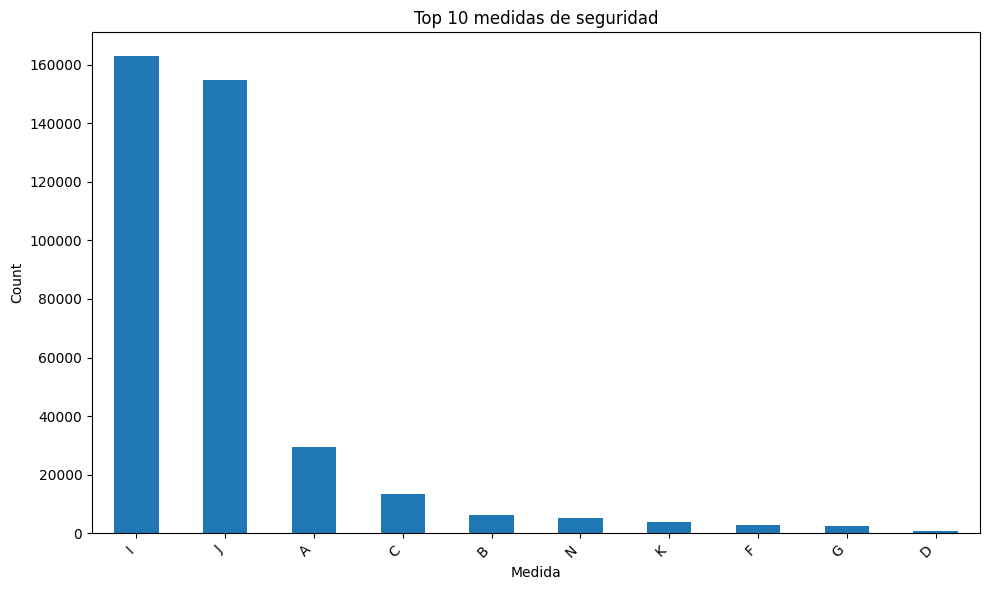 Top 10 medidas de seguridad
160000
140000
120000
100000
80000
60000
40000
20000
0
Count
I
J
A
C
B
N
K
F
G
D
Medida